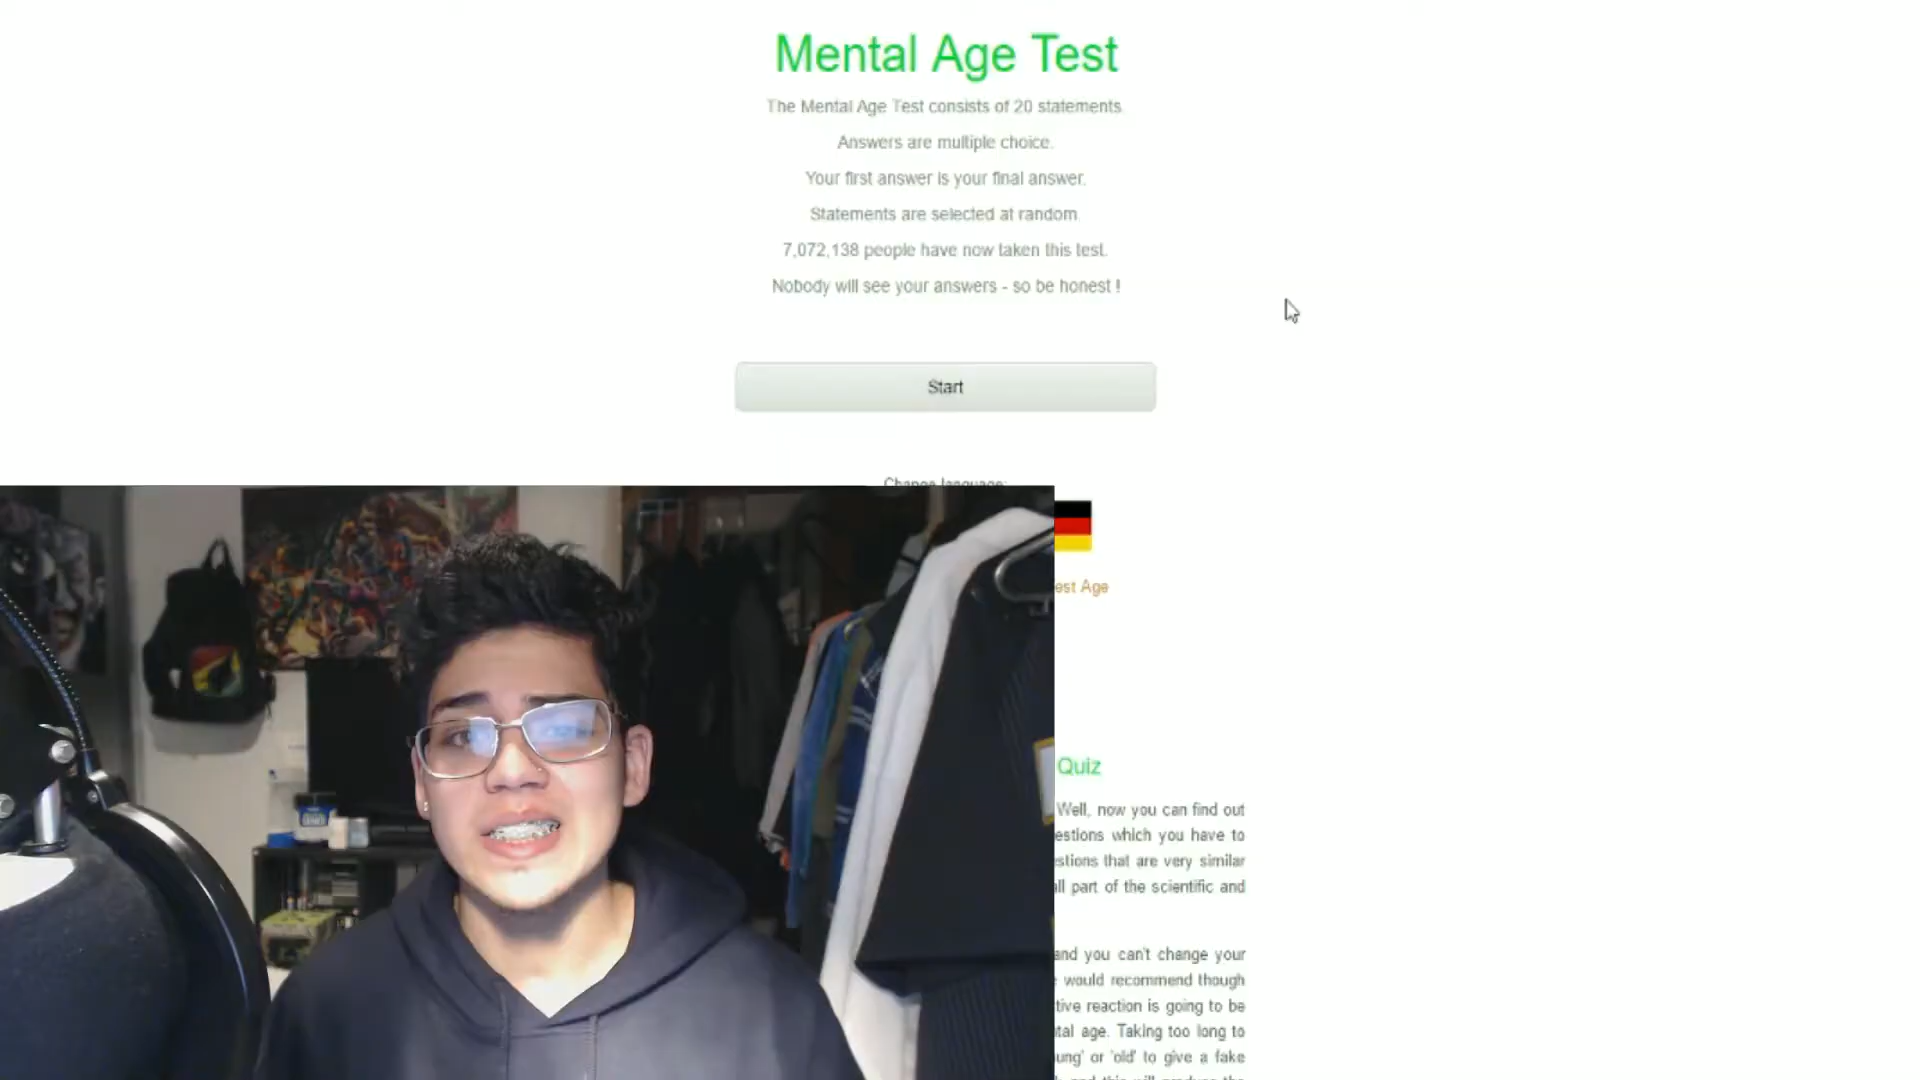 Mental Age Test
The Mental Age Test consists of 20 statements.
Answers are multiple choice.
Your first answer is your final answer.
Statements are selected at random.
7,072,138 people have now taken this test.
Nobody will see your answers - so be honest !
Start
Change language:
est Age
Quiz
Well, now you can find out
estions which you have to
stions that are very similar
all part of the scientific and
and you can't change your
would recommend though
tive reaction is going to be
tal age. Taking too long to
ung' or 'old' to give a fake